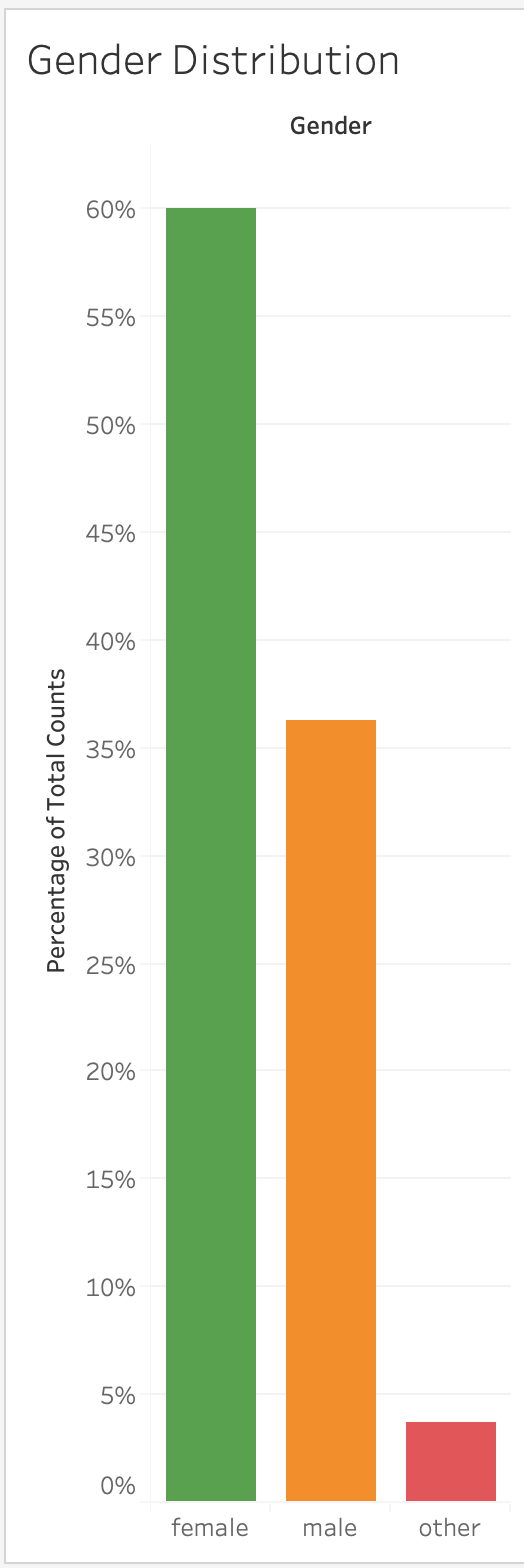 Gender Distribution
Gender
60%
55%
50%
45%
40%
35%
30%
25%
20%
15%
10%
5%
0%
Percentage of Total Counts
female
male
other